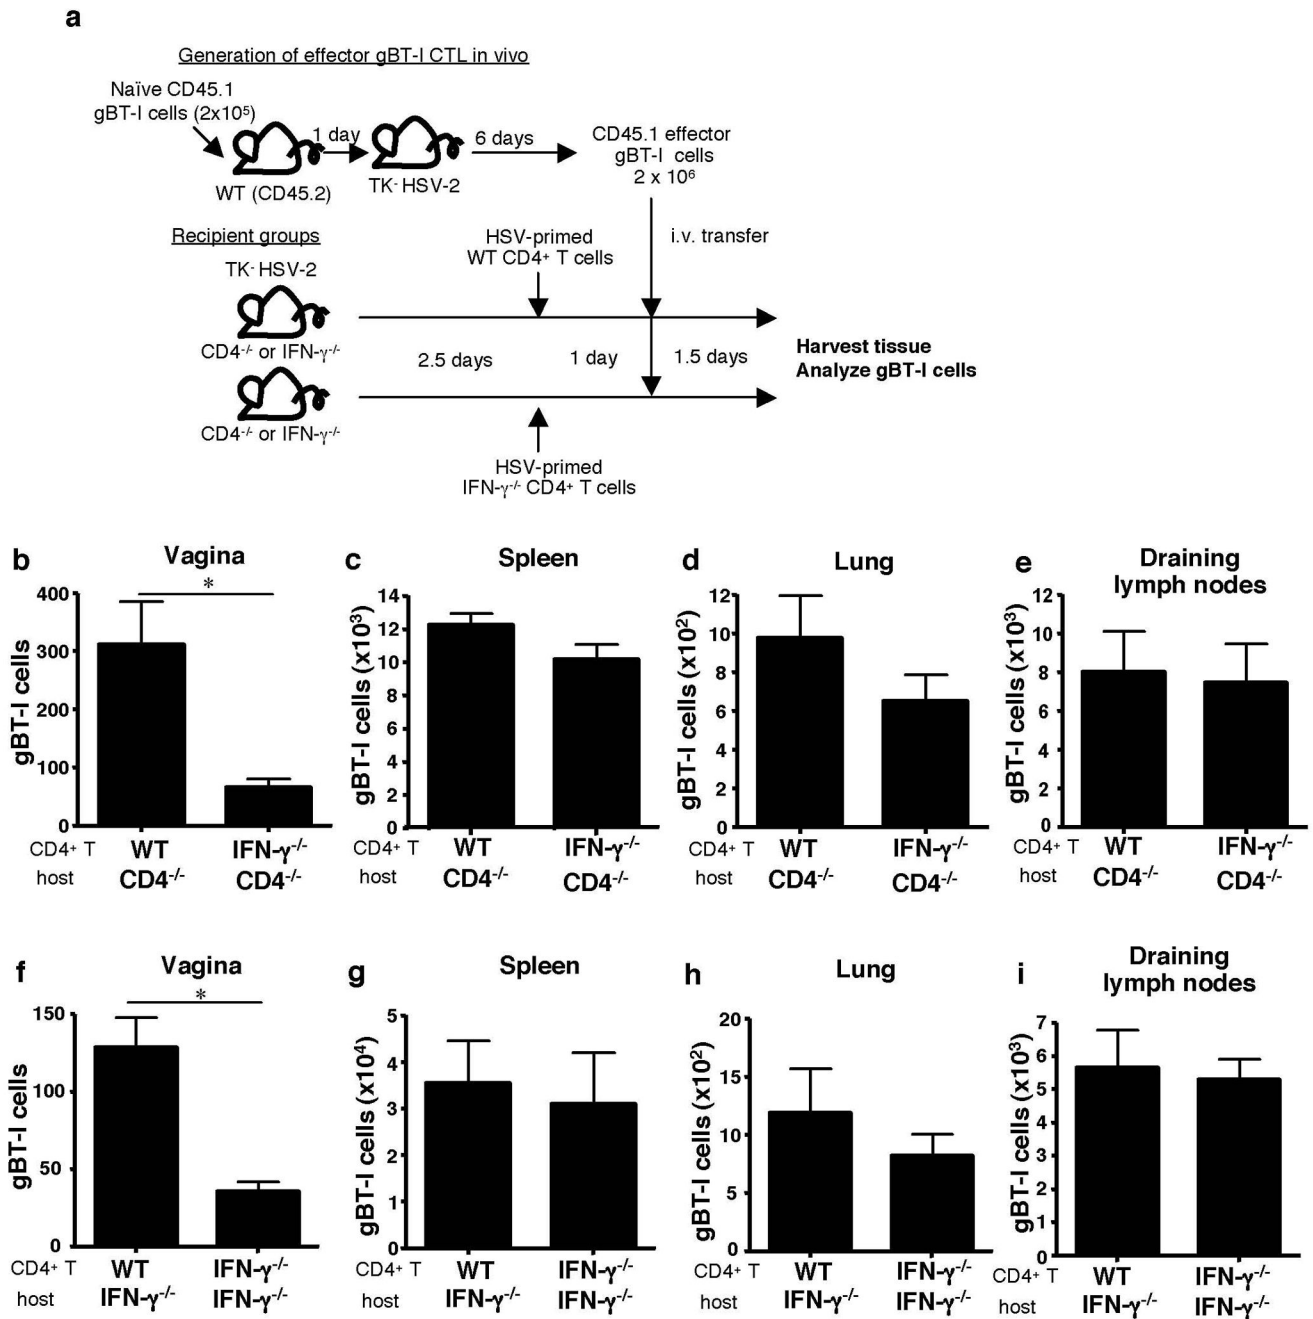 a
Generation of effector gBT-I CTL in vivo
Naïve CD45.1
gBT-I cells (2x10⁵)
1 day
6 days
CD45.1 effector
gBT-I cells
2 x 10⁶
WT (CD45.2)
TK⁻ HSV-2
Recipient groups
HSV-primed
WT CD4⁺ T cells
i.v. transfer
TK⁻ HSV-2
CD4⁻/⁻ or IFN-γ⁻/⁻
2.5 days
1 day
1.5 days
Harvest tissue
Analyze gBT-I cells
CD4⁻/⁻ or IFN-γ⁻/⁻
HSV-primed
IFN-γ⁻/⁻ CD4⁺ T cells
b
Vagina
*
gBT-I cells
400
300
200
100
0
CD4⁺ T WT IFN-γ⁻/⁻
host CD4⁻/⁻ CD4⁻/⁻
c
Spleen
gBT-I cells (x10³)
14
12
10
8
6
4
2
0
CD4⁺ T WT IFN-γ⁻/⁻
host CD4⁻/⁻ CD4⁻/⁻
d
Lung
gBT-I cells (x10²)
12
10
8
6
4
2
0
CD4⁺ T WT IFN-γ⁻/⁻
host CD4⁻/⁻ CD4⁻/⁻
e
Draining
lymph nodes
gBT-I cells (x10³)
12
10
8
6
4
2
0
CD4⁺ T WT IFN-γ⁻/⁻
host CD4⁻/⁻ CD4⁻/⁻
f
Vagina
*
gBT-I cells
150
100
50
0
CD4⁺ T WT IFN-γ⁻/⁻
host IFN-γ⁻/⁻ IFN-γ⁻/⁻
g
Spleen
gBT-I cells (x10⁴)
5
4
3
2
1
0
CD4⁺ T WT IFN-γ⁻/⁻
host IFN-γ⁻/⁻ IFN-γ⁻/⁻
h
Lung
gBT-I cells (x10²)
20
15
10
5
0
CD4⁺ T WT IFN-γ⁻/⁻
host IFN-γ⁻/⁻ IFN-γ⁻/⁻
i
Draining
lymph nodes
gBT-I cells (x10³)
7
6
5
4
3
2
1
0
CD4⁺ T WT IFN-γ⁻/⁻
host IFN-γ⁻/⁻ IFN-γ⁻/⁻